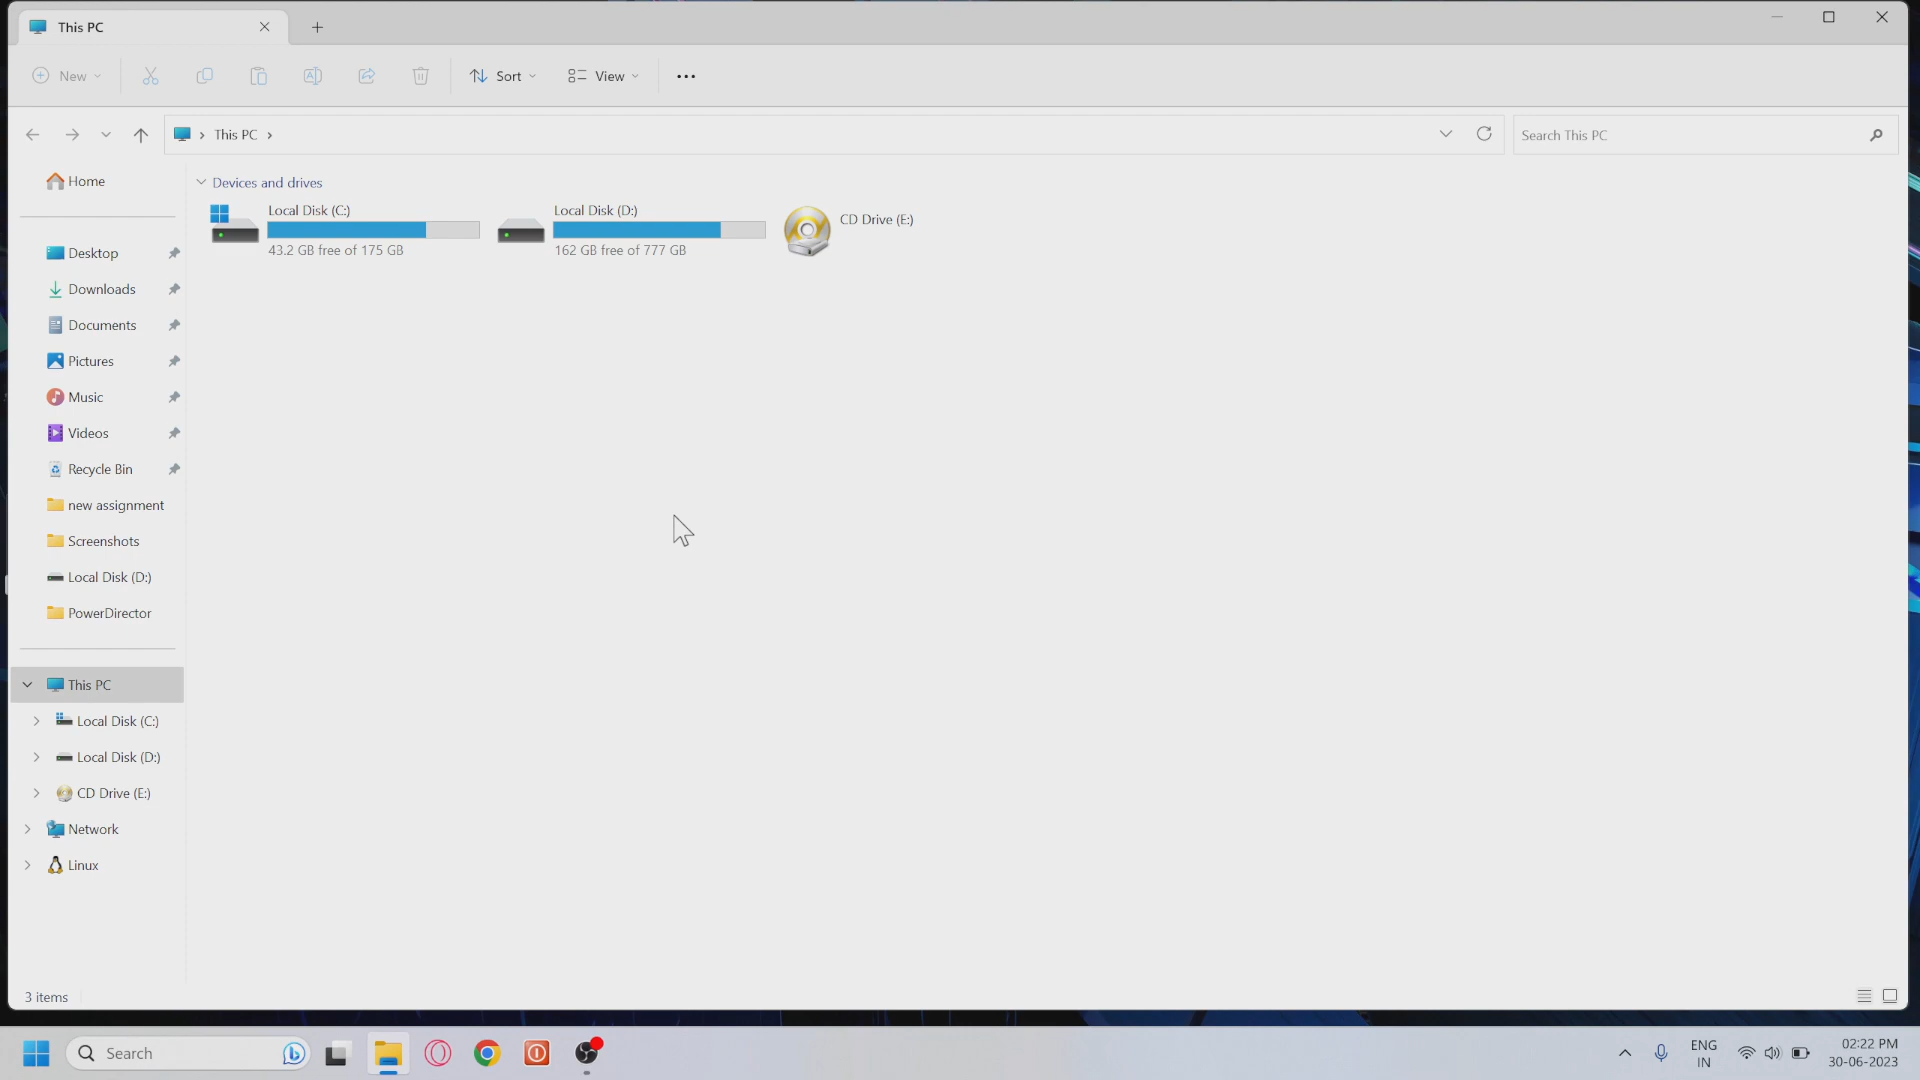 This PC
New
Sort
View
This PC
Search This PC
Home
Desktop
Downloads
Documents
Pictures
Music
Videos
Recycle Bin
new assignment
Screenshots
Local Disk (D:)
PowerDirector
This PC
Local Disk (C:)
Local Disk (D:)
CD Drive (E:)
Network
Linux
Devices and drives
Local Disk (C:)
43.2 GB free of 175 GB
Local Disk (D:)
162 GB free of 777 GB
CD Drive (E:)
3 items
Search
ENG
IN
02:22 PM
30-06-2023